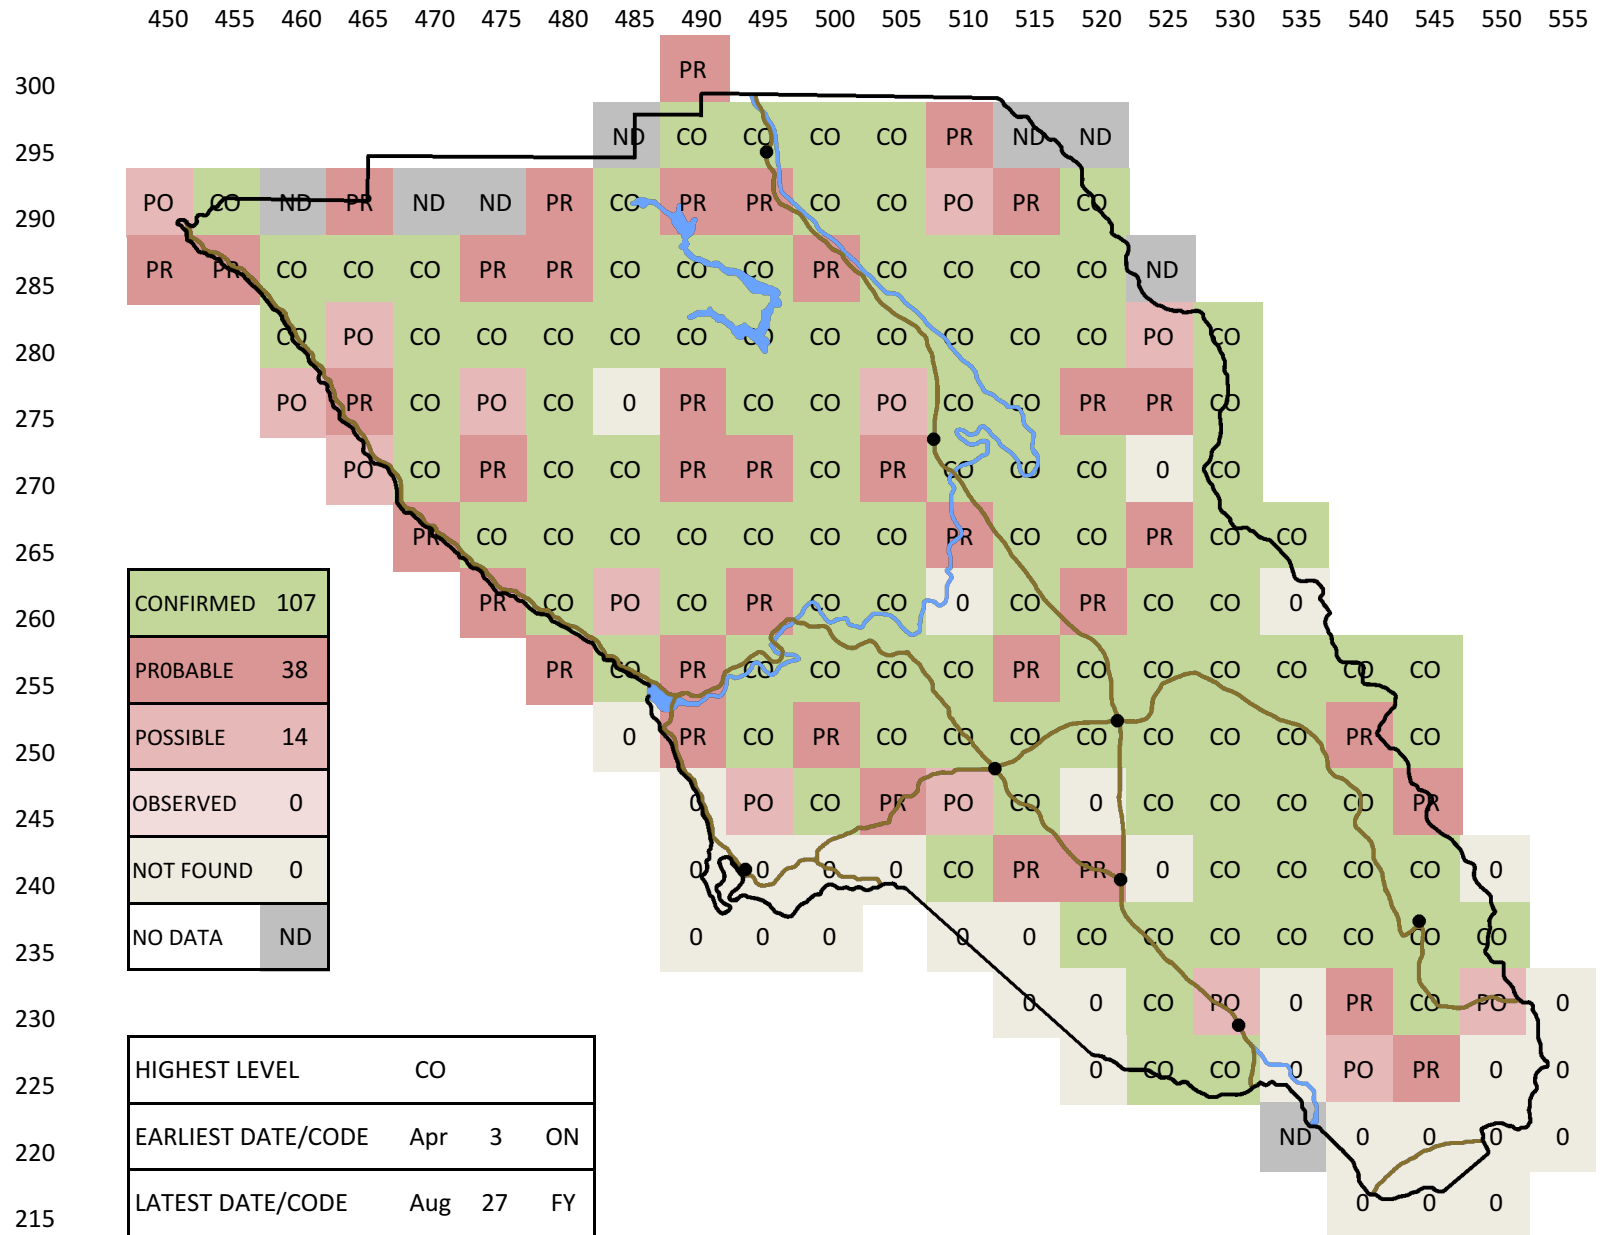 450 455 460 465 470 475 480 485 490 495 500 505 510 515 520 525 530 535 540 545 550 555
PR
300
ND CO CO CO CO PR ND ND
295
PO CO ND PR ND ND PR CO PR PR CO CO PO PR CO
290
PR PR CO CO CO PR PR CO CO CO PR CO CO CO CO ND
285
CO PO CO CO CO CO CO CO CO CO CO CO CO PO CO
280
PO PR CO PO CO 0 PR CO CO PO CO CO PR PR CO
275
PO CO PR CO CO PR PR CO PR CO CO CO 0 CO
270
PR CO CO CO CO CO CO CO PR CO CO PR CO CO
265
CONFIRMED 107 PR CO PO CO PR CO CO 0 CO PR CO CO 0
260
PR0BABLE 38 PR CO PR CO CO CO CO PR CO CO CO CO CO CO
255
POSSIBLE 14 0 PR CO PR CO CO CO CO CO CO CO PR CO
250
OBSERVED 0 0 PO CO PR PO CO 0 CO CO CO CO PR
245
NOT FOUND 0 0 0 0 0 CO PR PR 0 CO CO CO CO 0
240
NO DATA ND 0 0 0 0 0 CO CO CO CO CO CO CO
235
0 0 CO PO 0 PR CO PO 0
230
HIGHEST LEVEL CO 0 CO CO 0 PO PR 0 0
225
EARLIEST DATE/CODE Apr 3 ON ND 0 0 0 0
220
LATEST DATE/CODE Aug 27 FY 0 0 0
215